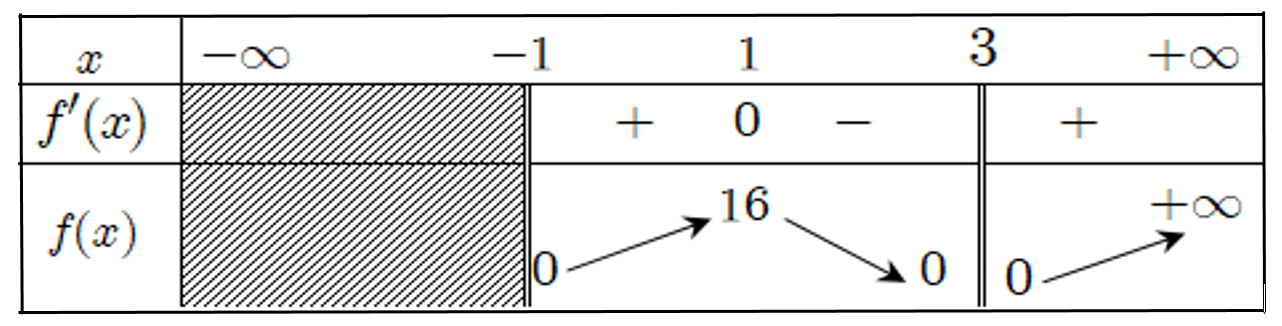 x −∞ −1 1 3 +∞
f′(x) + 0 − +
f(x) 0 16 0 0 +∞